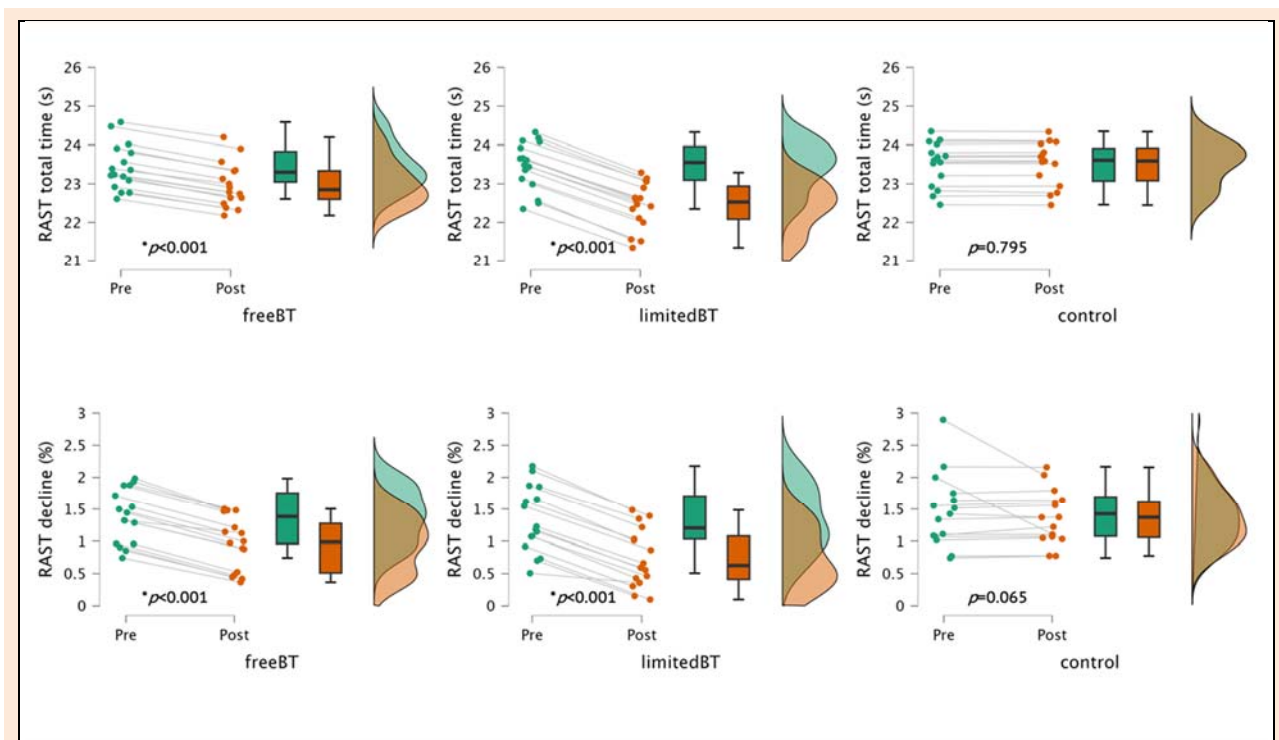 RAST total time (s)
26
25
24
23
22
21
*p<0.001
Pre Post
freeBT
RAST total time (s)
26
25
24
23
22
21
*p<0.001
Pre Post
limitedBT
RAST total time (s)
26
25
24
23
22
21
p=0.795
Pre Post
control
RAST decline (%)
3
2.5
2
1.5
1
0.5
0
*p<0.001
Pre Post
freeBT
RAST decline (%)
3
2.5
2
1.5
1
0.5
0
*p<0.001
Pre Post
limitedBT
RAST decline (%)
3
2.5
2
1.5
1
0.5
0
p=0.065
Pre Post
control